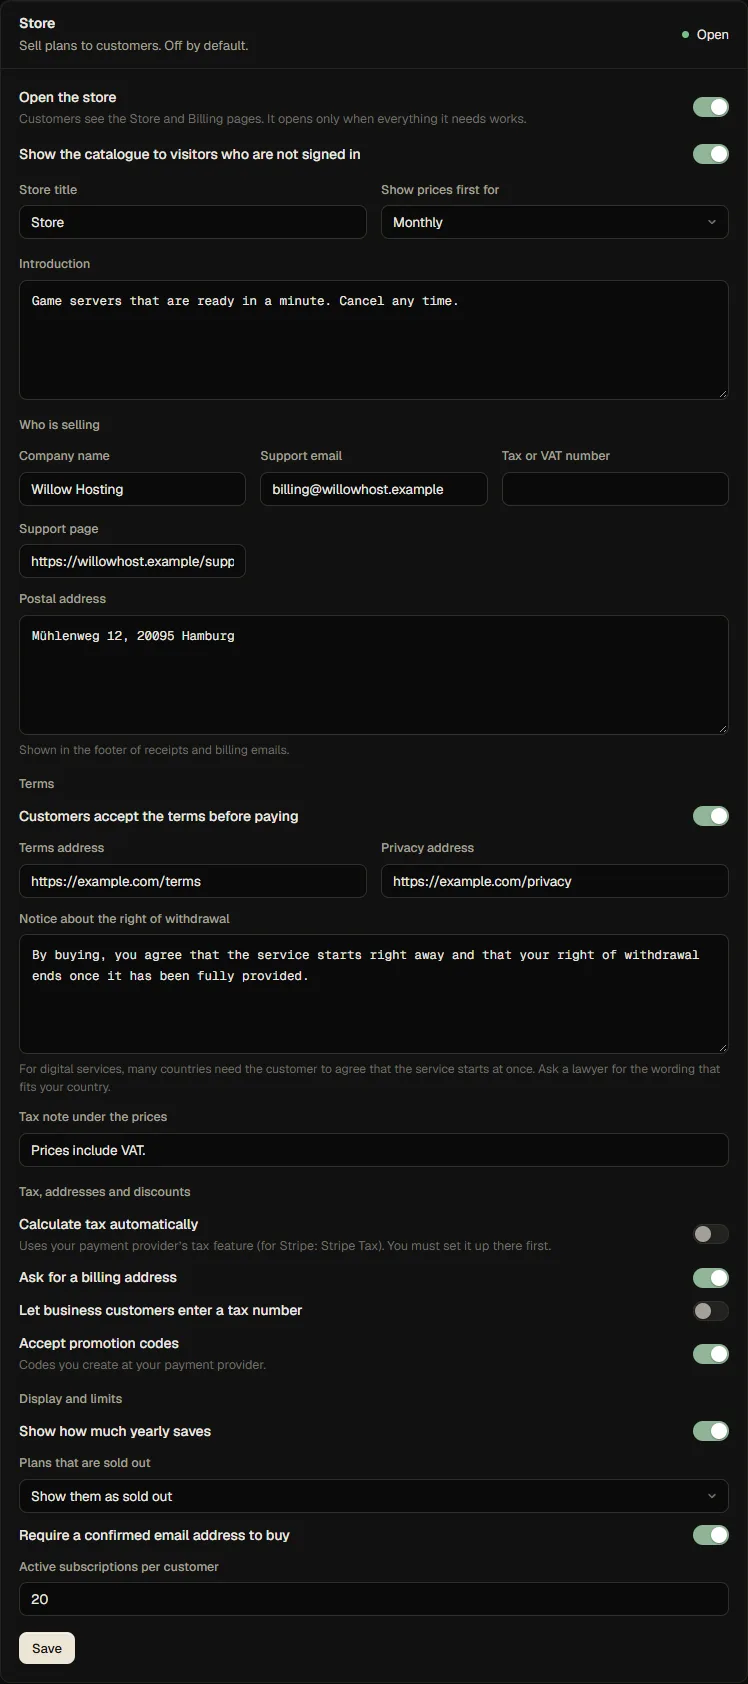 Store
Sell plans to customers. Off by default.
Open
Open the store
Customers see the Store and Billing pages. It opens only when everything it needs works.
Show the catalogue to visitors who are not signed in
Store title
Show prices first for
Store
Monthly
Introduction
Game servers that are ready in a minute. Cancel any time.
Who is selling
Company name
Support email
Tax or VAT number
Willow Hosting
billing@willowhost.example
Support page
https://willowhost.example/supp
Postal address
Mühlenweg 12, 20095 Hamburg
Shown in the footer of receipts and billing emails.
Terms
Customers accept the terms before paying
Terms address
Privacy address
https://example.com/terms
https://example.com/privacy
Notice about the right of withdrawal
By buying, you agree that the service starts right away and that your right of withdrawal
ends once it has been fully provided.
For digital services, many countries need the customer to agree that the service starts at once. Ask a lawyer for the wording that
fits your country.
Tax note under the prices
Prices include VAT.
Tax, addresses and discounts
Calculate tax automatically
Uses your payment provider's tax feature (for Stripe: Stripe Tax). You must set it up there first.
Ask for a billing address
Let business customers enter a tax number
Accept promotion codes
Codes you create at your payment provider.
Display and limits
Show how much yearly saves
Plans that are sold out
Show them as sold out
Require a confirmed email address to buy
Active subscriptions per customer
20
Save